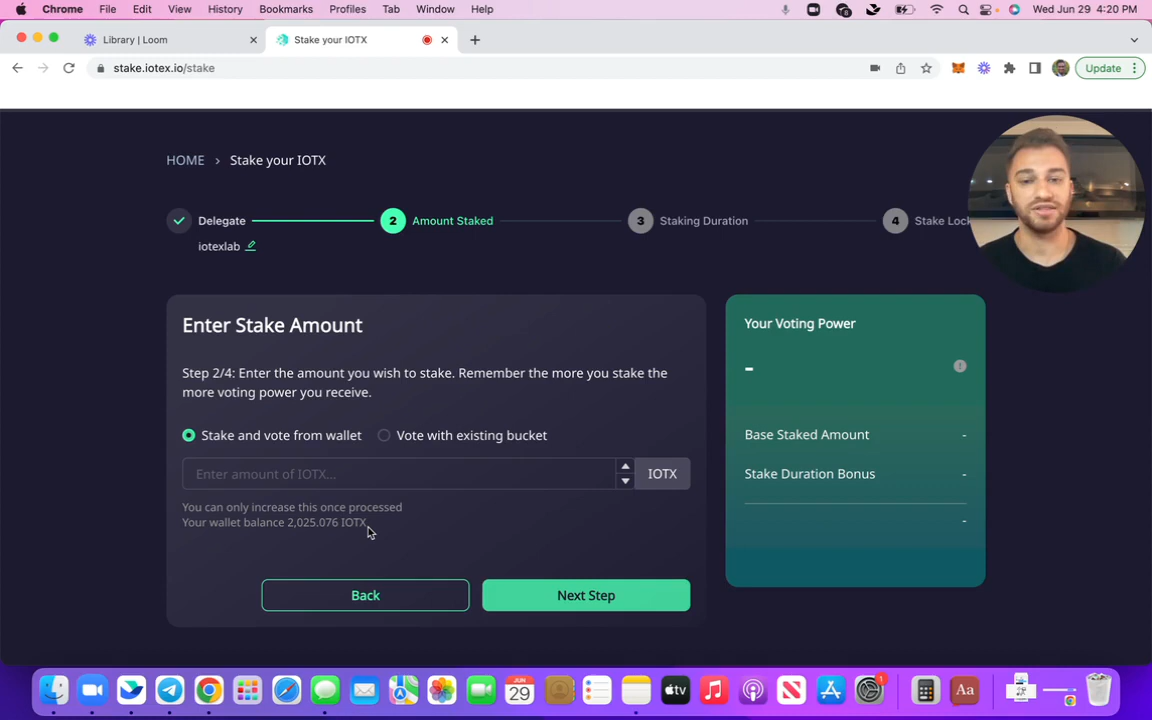 Chrome File Edit View History Bookmarks Profiles Tab Window Help Wed Jun 29 4:20 PM
Library | Loom Stake your IOTX
stake.iotex.io/stake Update
HOME > Stake your IOTX
Delegate 2 Amount Staked 3 Staking Duration 4 Stake Lock
iotexlab
Enter Stake Amount
Step 2/4: Enter the amount you wish to stake. Remember the more you stake the
more voting power you receive.
Stake and vote from wallet Vote with existing bucket
Enter amount of IOTX... IOTX
You can only increase this once processed
Your wallet balance 2,025.076 IOTX
Back Next Step
Your Voting Power
-
Base Staked Amount -
Stake Duration Bonus -
-
JUN
29
tv
Aa